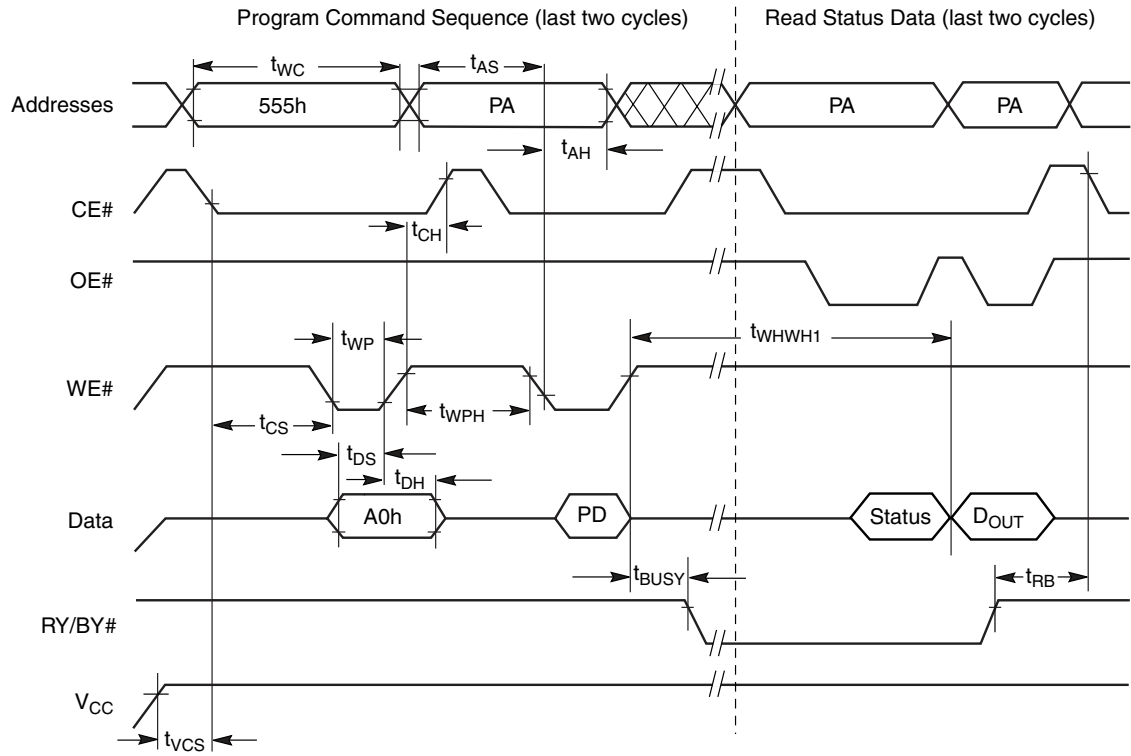 Program Command Sequence (last two cycles) Read Status Data (last two cycles)
tWC tAS
Addresses 555h PA PA PA
tAH
CE#
tCH
OE#
tWP tWHWH1
WE#
tCS tWPH
tDS
tDH
Data A0h PD Status DOUT
tBUSY tRB
RY/BY#
VCC
tVCS